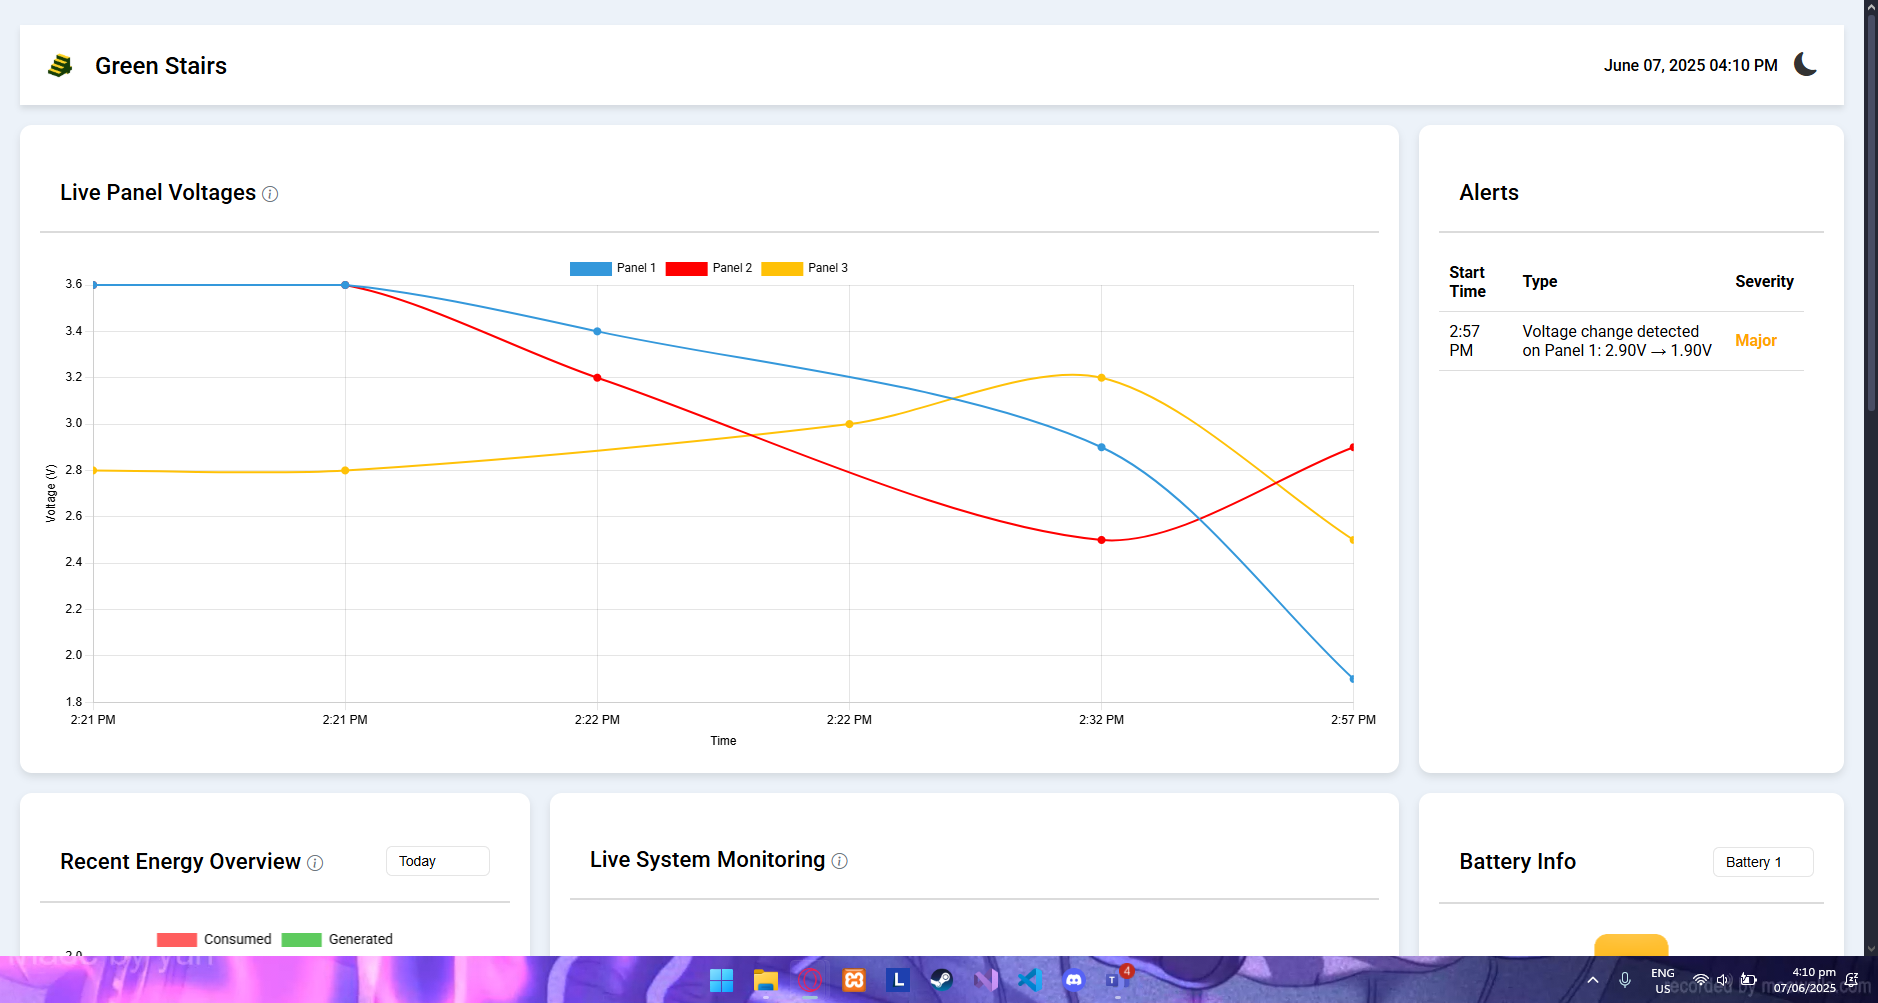 Green Stairs
June 07, 2025 04:10 PM
Live Panel Voltages
Panel 1 Panel 2 Panel 3
3.6
3.4
3.2
3.0
2.8
2.6
2.4
2.2
2.0
1.8
Voltage (V)
2:21 PM 2:21 PM 2:22 PM 2:22 PM 2:32 PM 2:57 PM
Time
Alerts
Start
Time
Type
Severity
2:57
PM
Voltage change detected
on Panel 1: 2.90V → 1.90V
Major
Recent Energy Overview
Today
Consumed Generated
2.0
Live System Monitoring
Battery Info
Battery 1
L
T
4
ENG
US
4:10 pm
07/06/2025